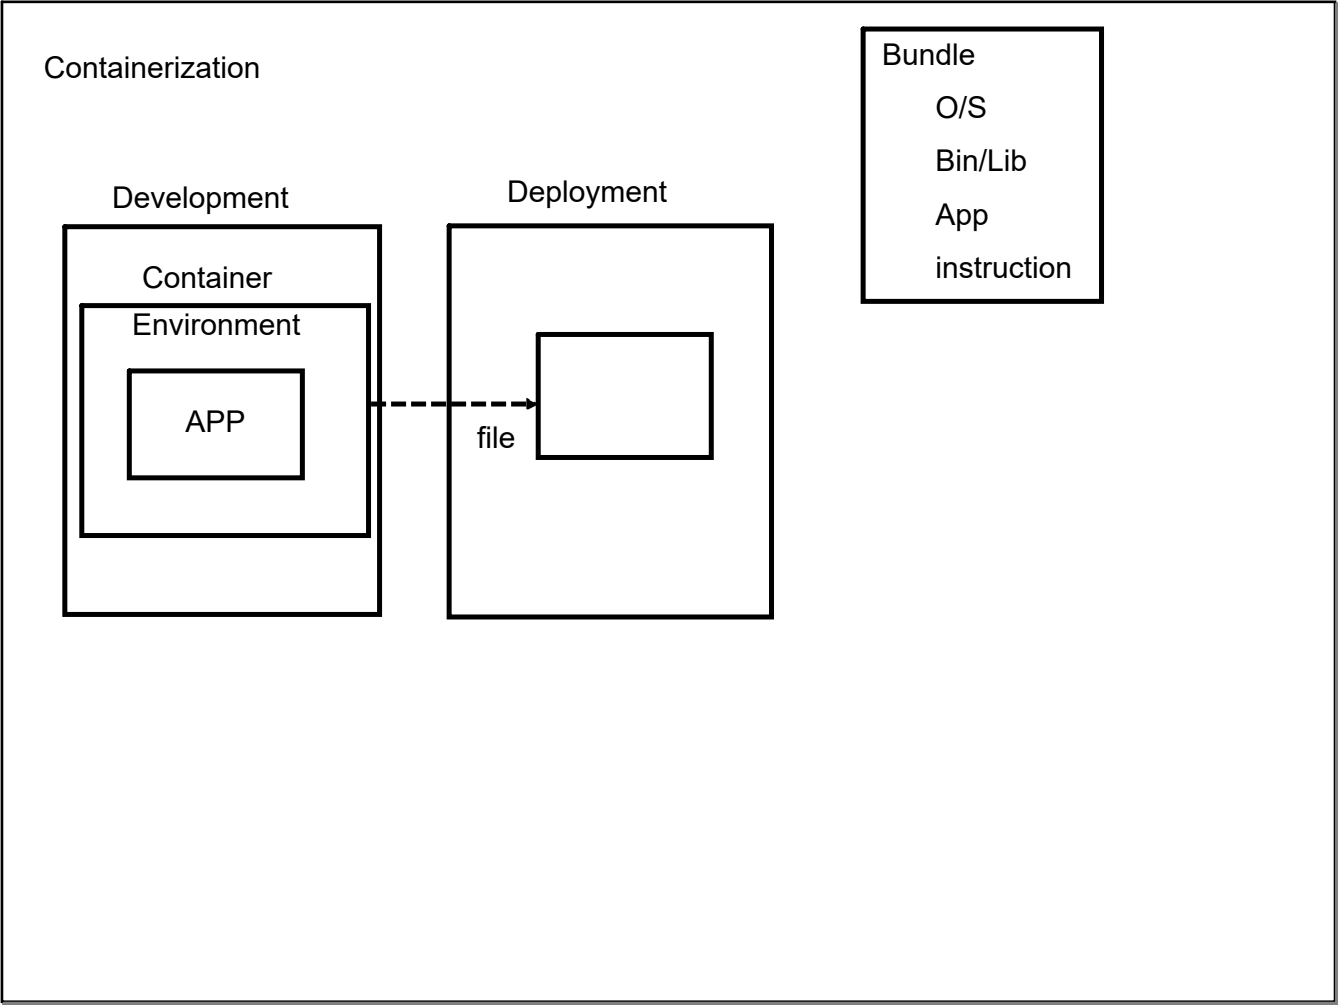 Containerization
Development
Container
Environment
APP
Deployment
file
Bundle
O/S
Bin/Lib
App
instruction